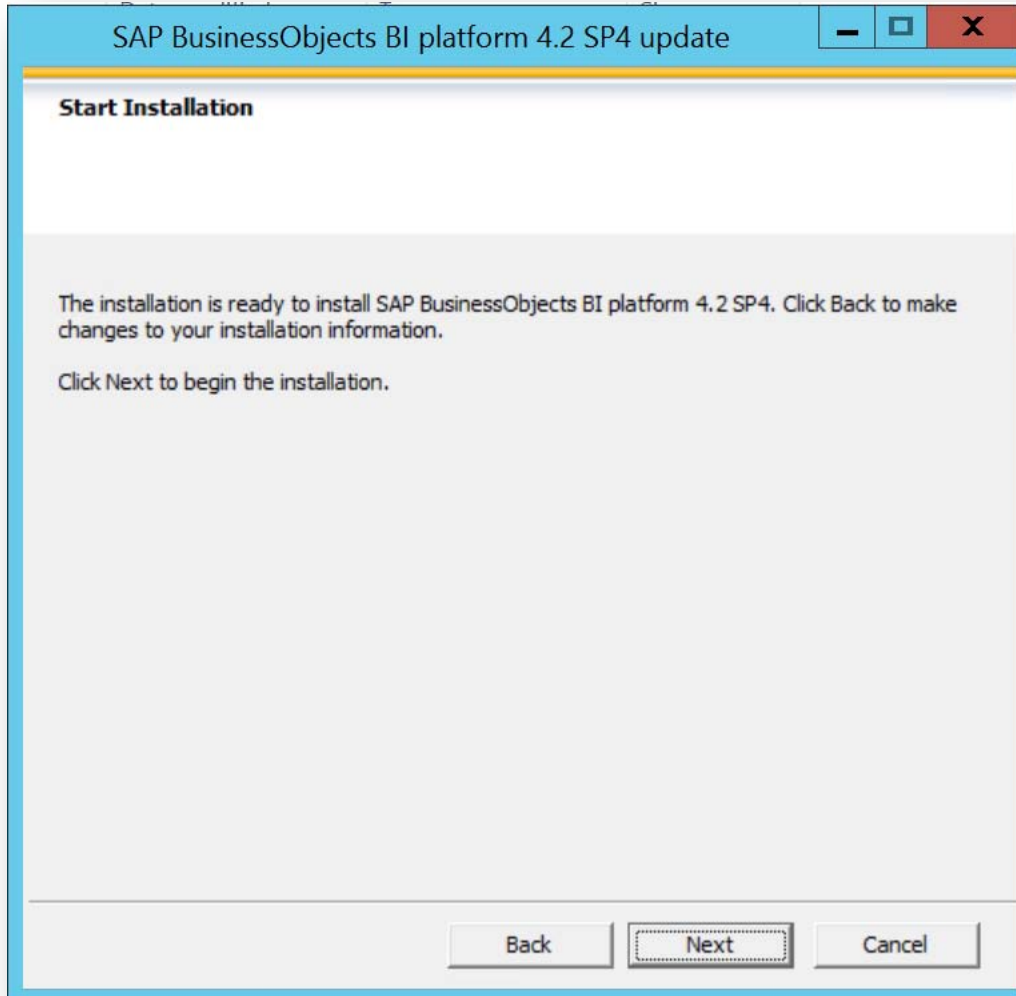 SAP BusinessObjects BI platform 4.2 SP4 update
Start Installation
The installation is ready to install SAP BusinessObjects BI platform 4.2 SP4. Click Back to make
changes to your installation information.
Click Next to begin the installation.
Back Next Cancel